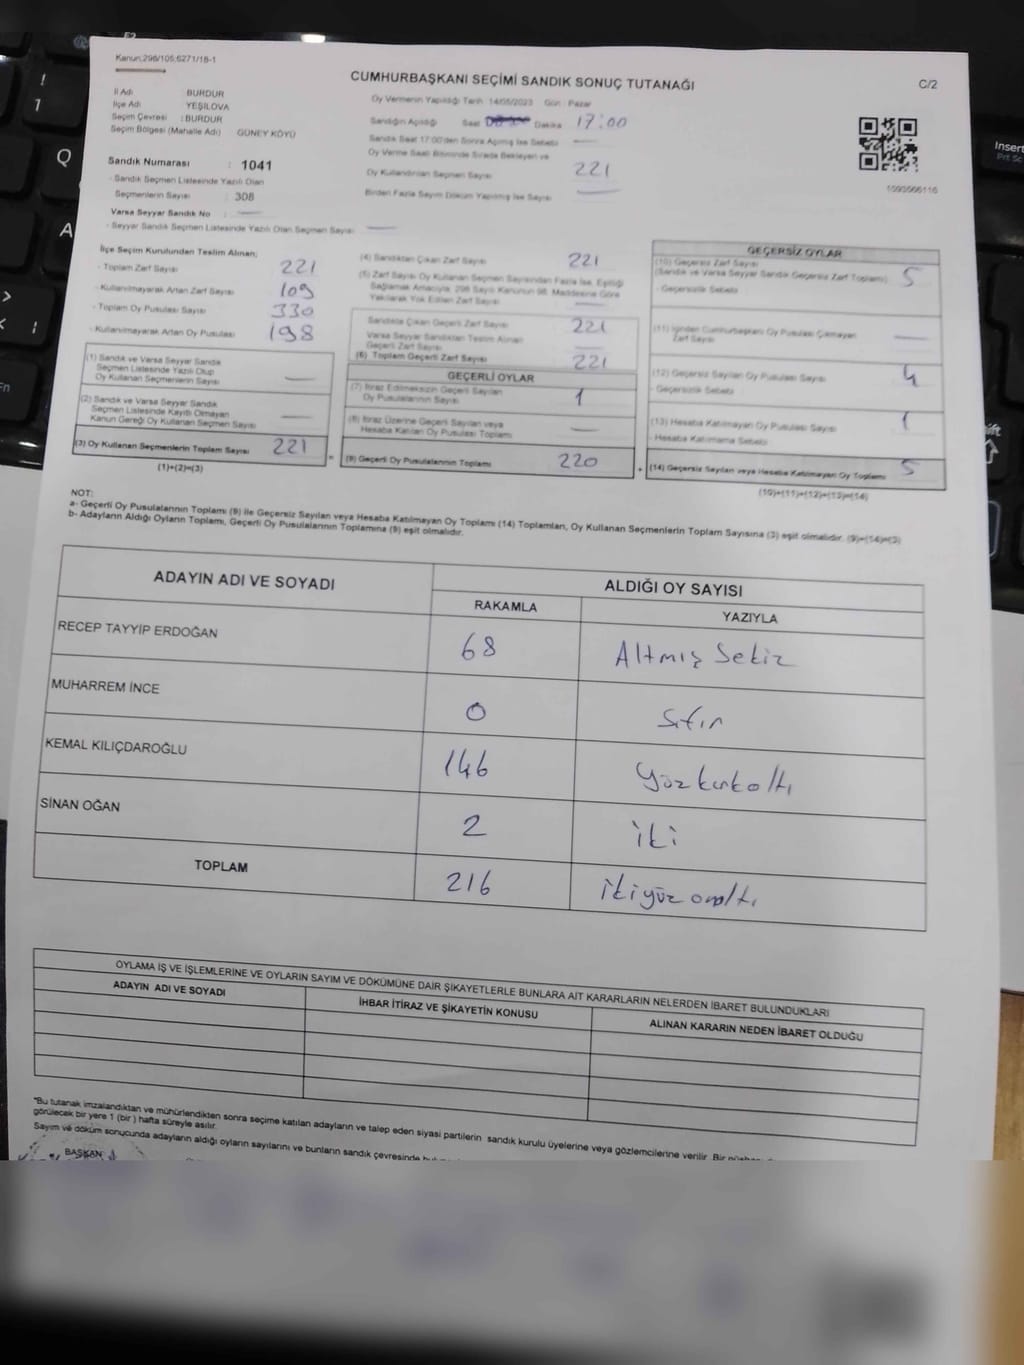 Kanun;298/105;6271/18-1
CUMHURBAŞKANI SEÇİMİ SANDIK SONUÇ TUTANAĞI
C/2
İl Adı BURDUR
İlçe Adı YEŞİLOVA
Seçim Çevresi : BURDUR
Seçim Bölgesi (Mahalle Adı) GÜNEY KÖYÜ
Sandık Numarası : 1041
- Sandık Seçmen Listesinde Yazılı Olan
Seçmenlerin Sayısı : 308
Varsa Seyyar Sandık No : —
- Seyyar Sandık Seçmen Listesinde Yazılı Olan Seçmen Sayısı —
Oy Vermenin Yapıldığı Tarih 14/05/2023 Gün : Pazar
Sandığın Açıldığı Saat Dakika 17:00
Sandık Saat 17:00'den Sonra Açılmış İse Sebebi —
Oy Verme Saati Bitiminde Sırada Bekleyen ve
Oy Kullandırılan Seçmen Sayısı 221
Birden Fazla Sayım Döküm Yapılmış İse Sayısı —
1093566116
İlçe Seçim Kurulundan Teslim Alınan;
- Toplam Zarf Sayısı 221
- Kullanılmayarak Artan Zarf Sayısı 109
- Toplam Oy Pusulası Sayısı 330
- Kullanılmayarak Artan Oy Pusulası 198
(1) Sandık ve Varsa Seyyar Sandık
Seçmen Listesinde Yazılı Olup
Oy Kullanan Seçmenlerin Sayısı —
(2) Sandık ve Varsa Seyyar Sandık
Seçmen Listesinde Kayıtlı Olmayan
Kanun Gereği Oy Kullanan Seçmen Sayısı —
(3) Oy Kullanan Seçmenlerin Toplam Sayısı 221
(1)+(2)=(3)
(4) Sandıktan Çıkan Zarf Sayısı 221
(5) Zarf Sayısı Oy Kullanan Seçmen Sayısından Fazla İse, Eşitliği
Sağlamak Amacıyla, 298 Sayılı Kanunun 98. Maddesine Göre
Yakılarak Yok Edilen Zarf Sayısı —
Sandıkta Çıkan Geçerli Zarf Sayısı 221
Varsa Seyyar Sandıktan Teslim Alınan
Geçerli Zarf Sayısı —
(6) Toplam Geçerli Zarf Sayısı 221
GEÇERLİ OYLAR
(7) İtiraz Edilmeksizin Geçerli Sayılan
Oy Pusulalarının Sayısı 1
(8) İtiraz Üzerine Geçerli Sayılan veya
Hesaba Katılan Oy Pusulası Toplamı —
(9) Geçerli Oy Pusulalarının Toplamı 220
GEÇERSİZ OYLAR
(10) Geçersiz Zarf Sayısı
(Sandık ve Varsa Seyyar Sandık Geçersiz Zarf Toplamı) 5
- Geçersizlik Sebebi
(11) İçinden Cumhurbaşkanı Oy Pusulası Çıkmayan
Zarf Sayısı —
(12) Geçersiz Sayılan Oy Pusulası Sayısı 4
- Geçersizlik Sebebi
(13) Hesaba Katılmayan Oy Pusulası Sayısı 1
- Hesaba Katılmama Sebebi
(14) Geçersiz Sayılan veya Hesaba Katılmayan Oy Toplamı 5
(10)+(11)+(12)+(13)=(14)
NOT:
a- Geçerli Oy Pusulalarının Toplamı (9) ile Geçersiz Sayılan veya Hesaba Katılmayan Oy Toplamı (14) Toplamları, Oy Kullanan Seçmenlerin Toplam Sayısına (3) eşit olmalıdır. (9)+(14)=(3)
b- Adayların Aldığı Oyların Toplamı, Geçerli Oy Pusulalarının Toplamına (9) eşit olmalıdır.
ADAYIN ADI VE SOYADI
ALDIĞI OY SAYISI
RAKAMLA YAZIYLA
RECEP TAYYİP ERDOĞAN 68 Altmış Sekiz
MUHARREM İNCE 0 Sıfır
KEMAL KILIÇDAROĞLU 146 Yüzkırkaltı
SİNAN OĞAN 2 iki
TOPLAM 216 ikiyüz onaltı
OYLAMA İŞ VE İŞLEMLERİNE VE OYLARIN SAYIM VE DÖKÜMÜNE DAİR ŞİKAYETLERLE BUNLARA AİT KARARLARIN NELERDEN İBARET BULUNDUKLARI
ADAYIN ADI VE SOYADI İHBAR İTİRAZ VE ŞİKAYETİN KONUSU ALINAN KARARIN NEDEN İBARET OLDUĞU
*Bu tutanak imzalandıktan ve mühürlendikten sonra seçime katılan adayların ve talep eden siyasi partilerin sandık kurulu üyelerine veya gözlemcilerine verilir. Bir
görülecek bir yere 1 (bir) hafta süreyle asılır.
Sayım ve döküm sonucunda adayların aldığı oyların sayılarını ve bunların sandık çevresinde
BAŞKAN